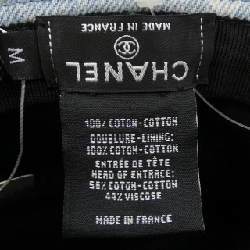 CHANEL
MADE IN FRANCE
M
100% COTON-COTTON
DOUBLURE-LINING:
100% COTON-COTTON
ENTRÉE DE TÊTE
HEAD OF ENTRACE:
56% COTON-COTTON
44% VISCOSE
MADE IN FRANCE